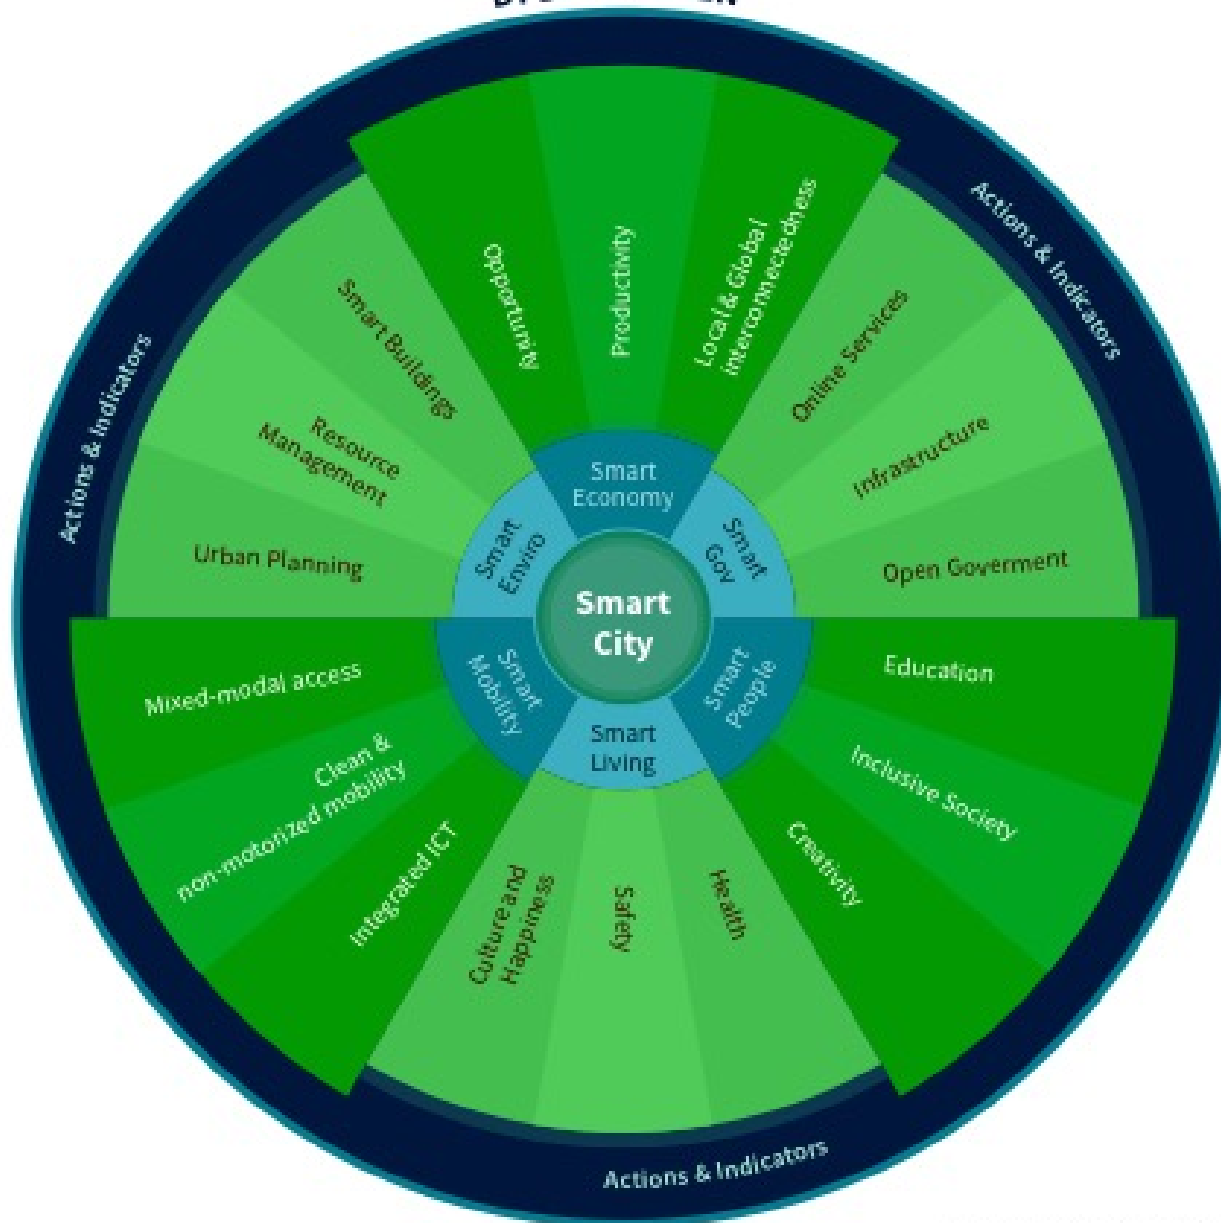 Actions & Indicators
Actions & Indicators
Actions & Indicators
Opportunity
Productivity
Local & Global
interconnectedness
Online Services
Infrastructure
Open Goverment
Education
Inclusive Society
Creativity
Health
Safety
Culture and
Happiness
Integrated ICT
Clean &
non-motorized mobility
Mixed-modal access
Urban Planning
Resource
Management
Smart Buildings
Smart
Economy
Smart
Gov
Smart
People
Smart
Living
Smart
Mobility
Smart
Enviro
Smart
City